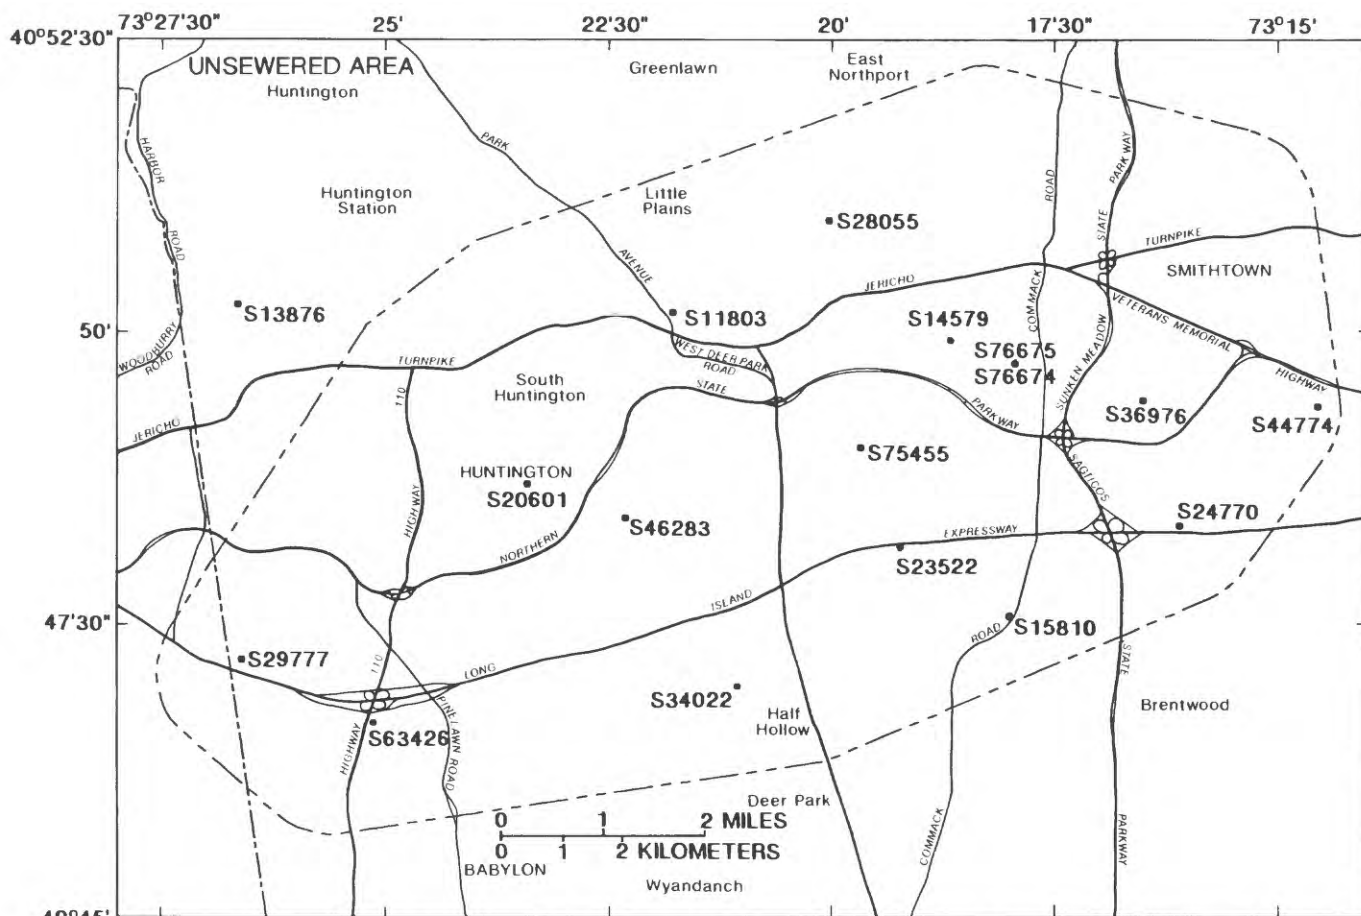 73°27'30"
25'
22'30"
20'
17'30"
73°15'
40°52'30"
UNSEWERED AREA
Huntington
Greenlawn
East
Northport
HARBOR
ROAD
PARK
AVENUE
Huntington
Station
Little
Plains
S28055
ROAD
STATE
PARKWAY
TURNPIKE
SMITHTOWN
JERICHO
COMMACK
S13876
50'
S11803
S14579
VETERANS MEMORIAL
HIGHWAY
WOODHURRY
ROAD
TURNPIKE
WEST DEER PARK
ROAD
S76675
S76674
SUNKEN MEADOW
South
Huntington
STATE
110
PARKWAY
S36976
S44774
JERICHO
S75455
HUNTINGTON
S20601
SAGTICOS
HIGHWAY
S46283
NORTHERN
EXPRESSWAY
S24770
S23522
ISLAND
47'30"
ROAD
S15810
S29777
110
LONG
STATE
S34022
Half
Hollow
Brentwood
S63426
HIGHWAY
PINELAWN ROAD
Deer Park
0 1 2 MILES
0 1 2 KILOMETERS
COMMACK
PARKWAY
BABYLON
Wyandanch